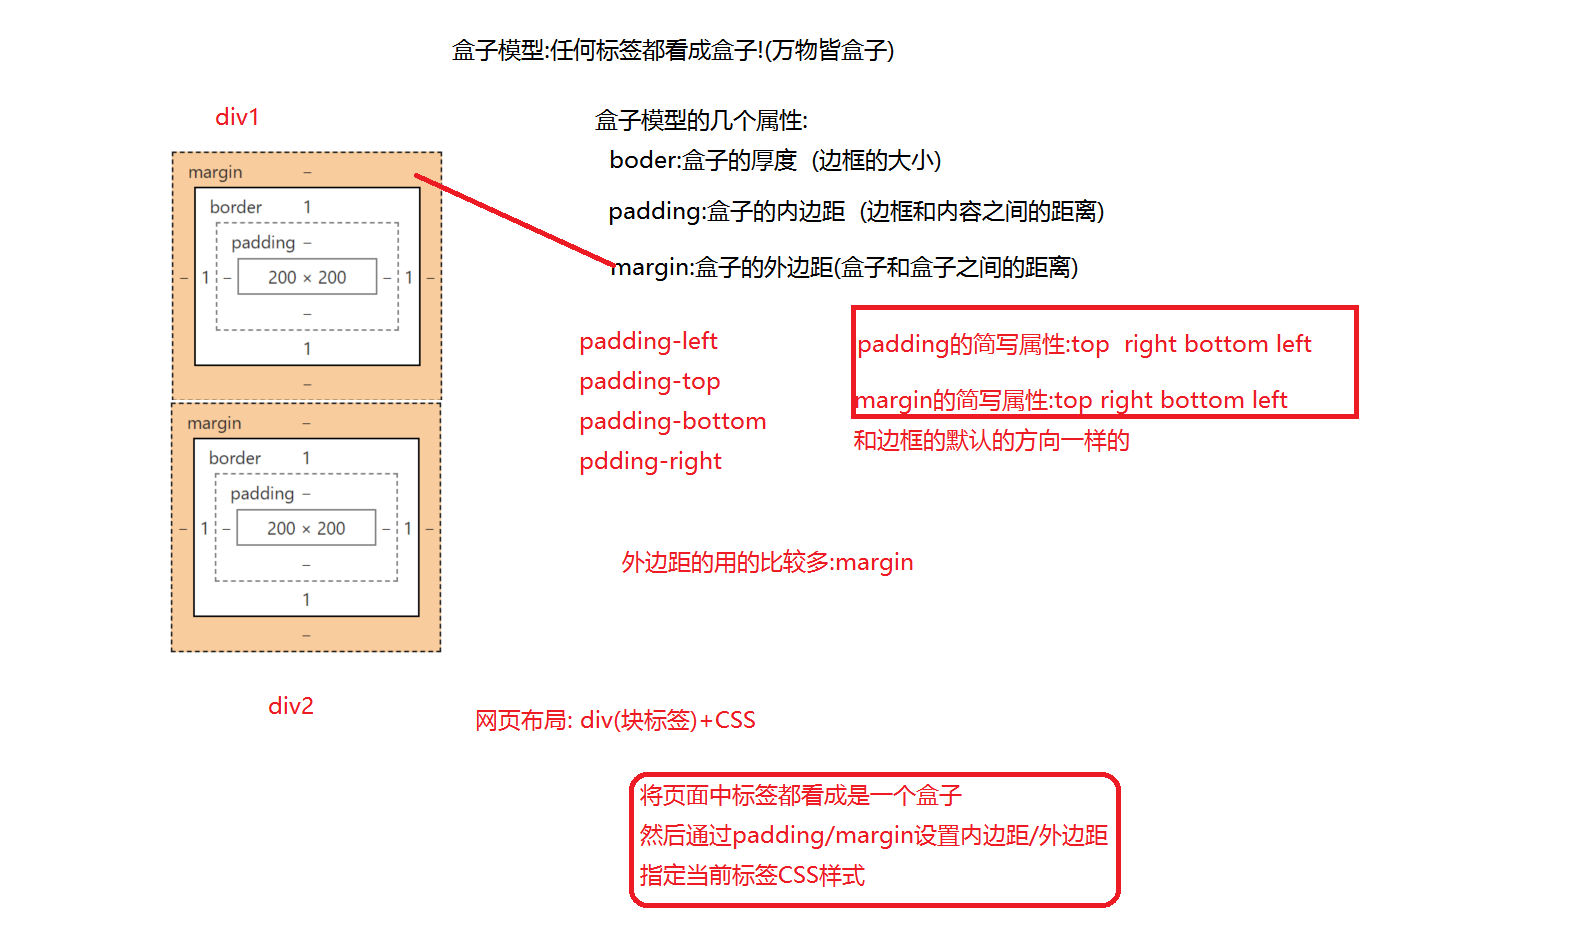 盒子模型:任何标签都看成盒子!(万物皆盒子)
div1
盒子模型的几个属性:
boder:盒子的厚度 (边框的大小)
padding:盒子的内边距 (边框和内容之间的距离)
margin:盒子的外边距(盒子和盒子之间的距离)
margin –
border 1
padding –
– 1 – 200 × 200 – 1 –
–
1
–
padding-left
padding-top
padding-bottom
pdding-right
padding的简写属性:top right bottom left
margin的简写属性:top right bottom left
和边框的默认的方向一样的
margin –
border 1
padding –
– 1 – 200 × 200 – 1 –
–
1
–
外边距的用的比较多:margin
div2
网页布局: div(块标签)+CSS
将页面中标签都看成是一个盒子
然后通过padding/margin设置内边距/外边距
指定当前标签CSS样式